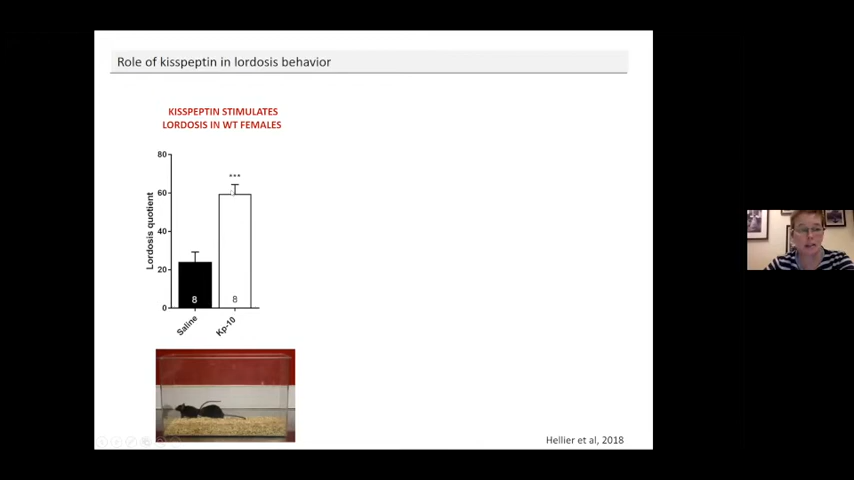 Role of kisspeptin in lordosis behavior
KISSPEPTIN STIMULATES
LORDOSIS IN WT FEMALES
80
60
40
20
0
Lordosis quotient
***
8
8
Saline
Kp-10
Hellier et al, 2018